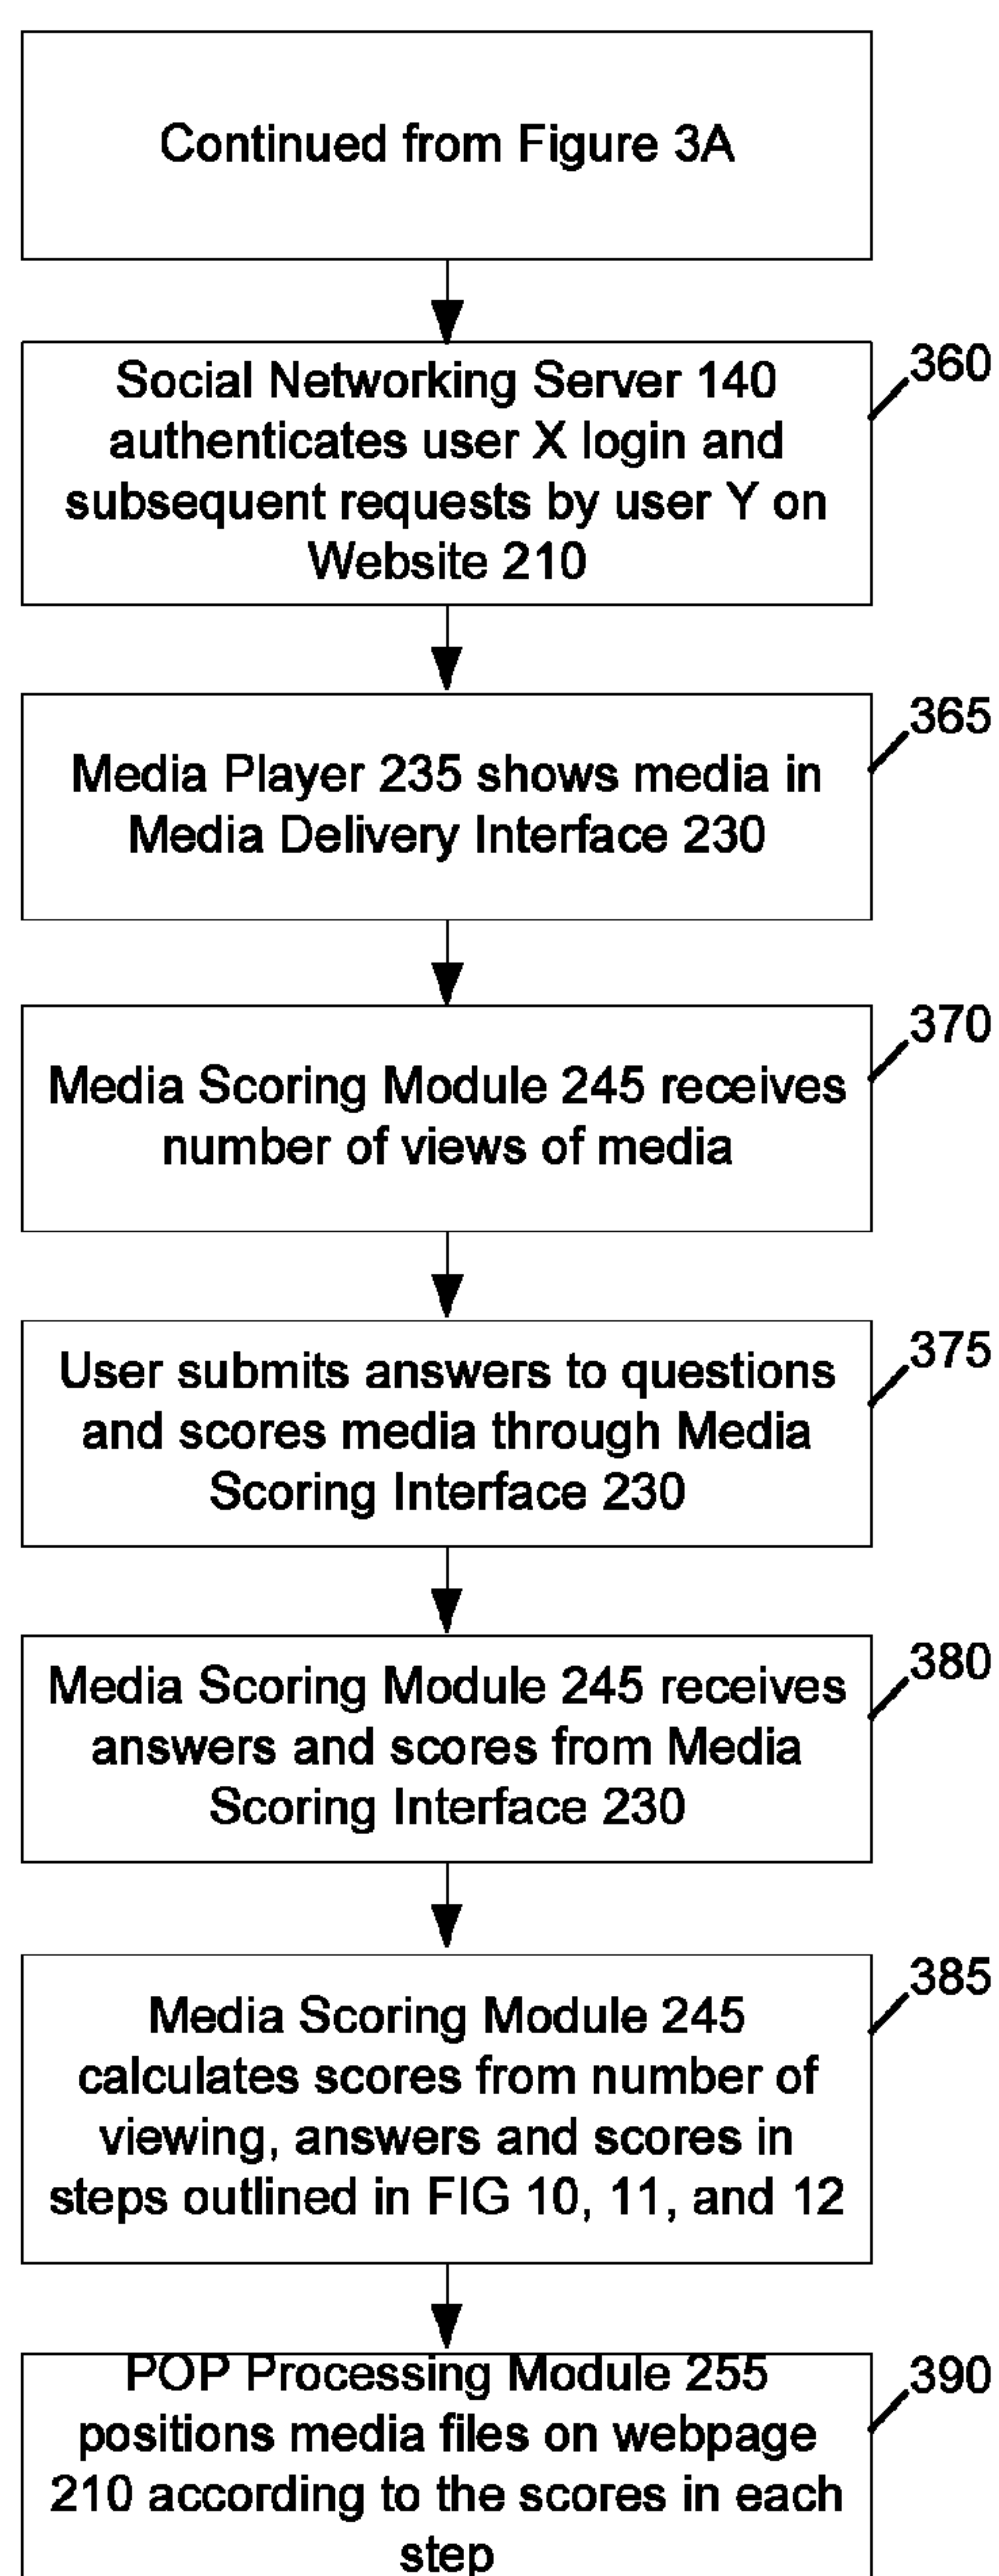 Continued from Figure 3A
360
Social Networking Server 140
authenticates user X login and
subsequent requests by user Y on
Website 210
365
Media Player 235 shows media in
Media Delivery Interface 230
370
Media Scoring Module 245 receives
number of views of media
375
User submits answers to questions
and scores media through Media
Scoring Interface 230
380
Media Scoring Module 245 receives
answers and scores from Media
Scoring Interface 230
385
Media Scoring Module 245
calculates scores from number of
viewing, answers and scores in
steps outlined in FIG 10, 11, and 12
390
POP Processing Module 255
positions media files on webpage
210 according to the scores in each
step